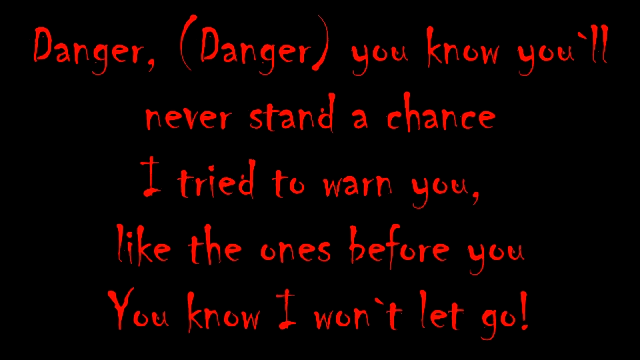 Danger, (Danger) you know you`ll
never stand a chance
I tried to warn you,
like the ones before you
You know I won`t let go!